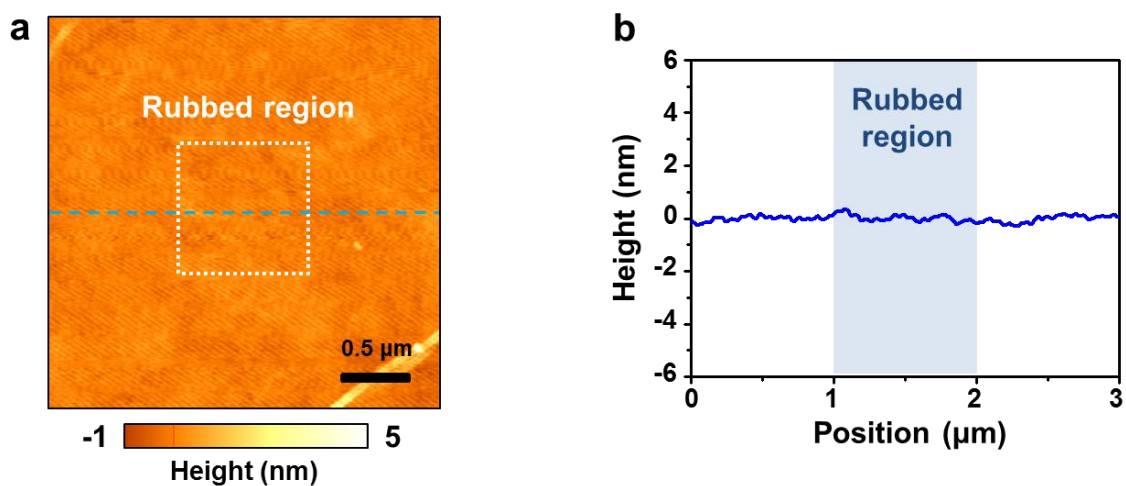 a
Rubbed region
0.5 µm
-1
5
Height (nm)
b
6
4
2
0
-2
-4
-6
Height (nm)
Rubbed
region
0
1
2
3
Position (µm)